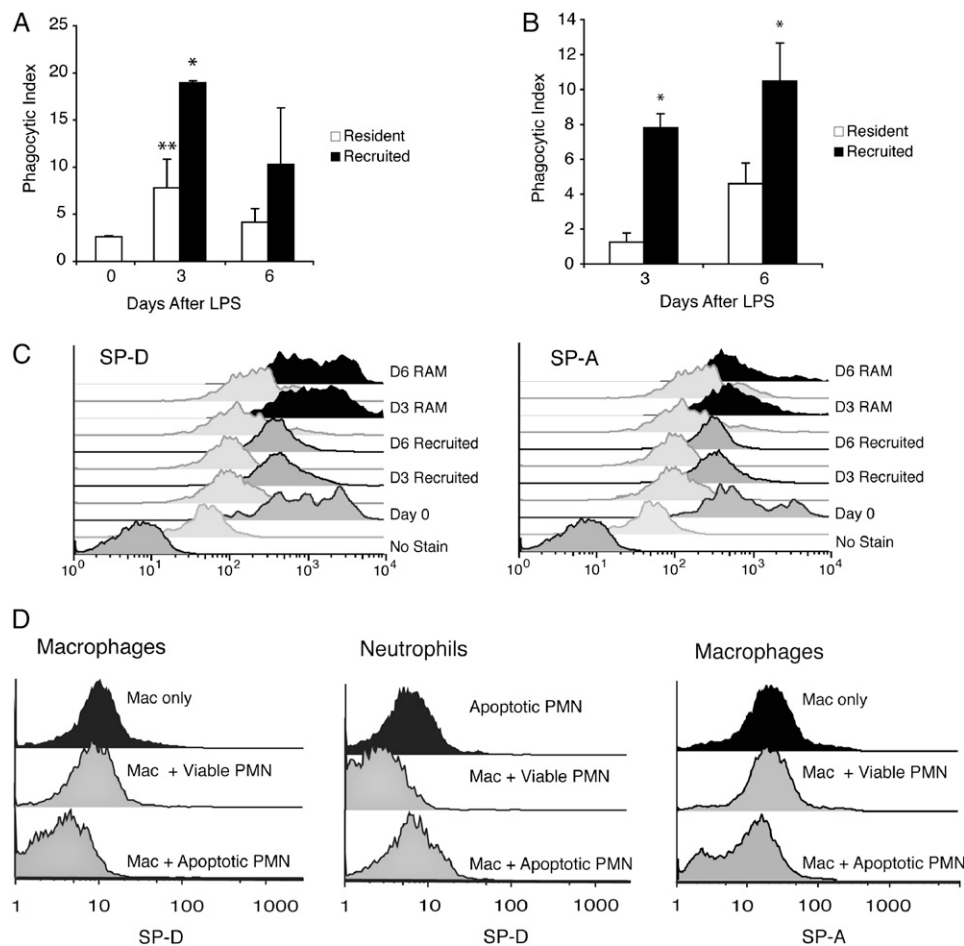 A
25
20
15
10
5
0
Phagocytic Index
*
**
Resident
Recruited
0 3 6
Days After LPS
B
14
12
10
8
6
4
2
0
Phagocytic Index
*
*
Resident
Recruited
3 6
Days After LPS
C
SP-D
D6 RAM
D3 RAM
D6 Recruited
D3 Recruited
Day 0
No Stain
10⁰ 10¹ 10² 10³ 10⁴
SP-A
D6 RAM
D3 RAM
D6 Recruited
D3 Recruited
Day 0
No Stain
10⁰ 10¹ 10² 10³ 10⁴
D
Macrophages
Mac only
Mac + Viable PMN
Mac + Apoptotic PMN
1 10 100 1000
SP-D
Neutrophils
Apoptotic PMN
Mac + Viable PMN
Mac + Apoptotic PMN
1 10 100 1000
SP-D
Macrophages
Mac only
Mac + Viable PMN
Mac + Apoptotic PMN
1 10 100 1000
SP-A